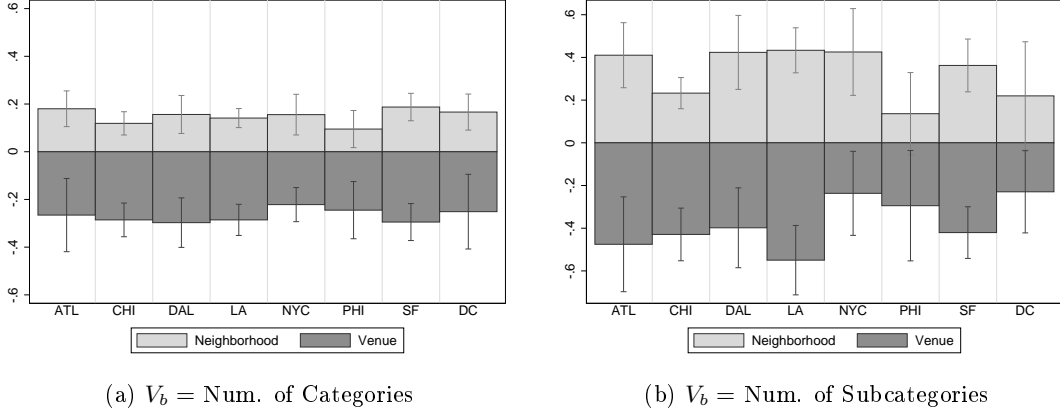 .6
.4
.2
0
-.2
-.4
-.6
ATL CHI DAL LA NYC PHI SF DC
Neighborhood Venue
(a) V_b = Num. of Categories
.6
.4
.2
0
-.2
-.4
-.6
ATL CHI DAL LA NYC PHI SF DC
Neighborhood Venue
(b) V_b = Num. of Subcategories